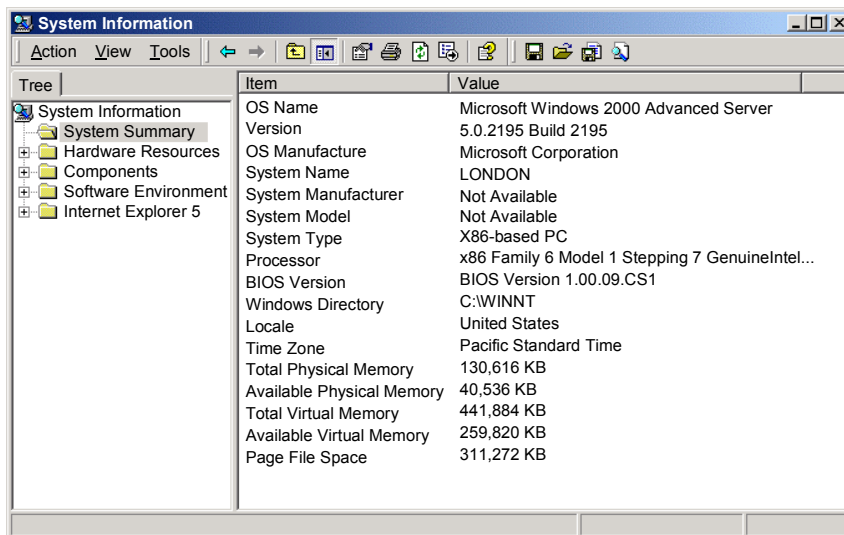 System Information
Action View Tools
Tree
System Information
System Summary
Hardware Resources
Components
Software Environment
Internet Explorer 5
Item Value
OS Name Microsoft Windows 2000 Advanced Server
Version 5.0.2195 Build 2195
OS Manufacture Microsoft Corporation
System Name LONDON
System Manufacturer Not Available
System Model Not Available
System Type X86-based PC
Processor x86 Family 6 Model 1 Stepping 7 GenuineIntel...
BIOS Version BIOS Version 1.00.09.CS1
Windows Directory C:\WINNT
Locale United States
Time Zone Pacific Standard Time
Total Physical Memory 130,616 KB
Available Physical Memory 40,536 KB
Total Virtual Memory 441,884 KB
Available Virtual Memory 259,820 KB
Page File Space 311,272 KB